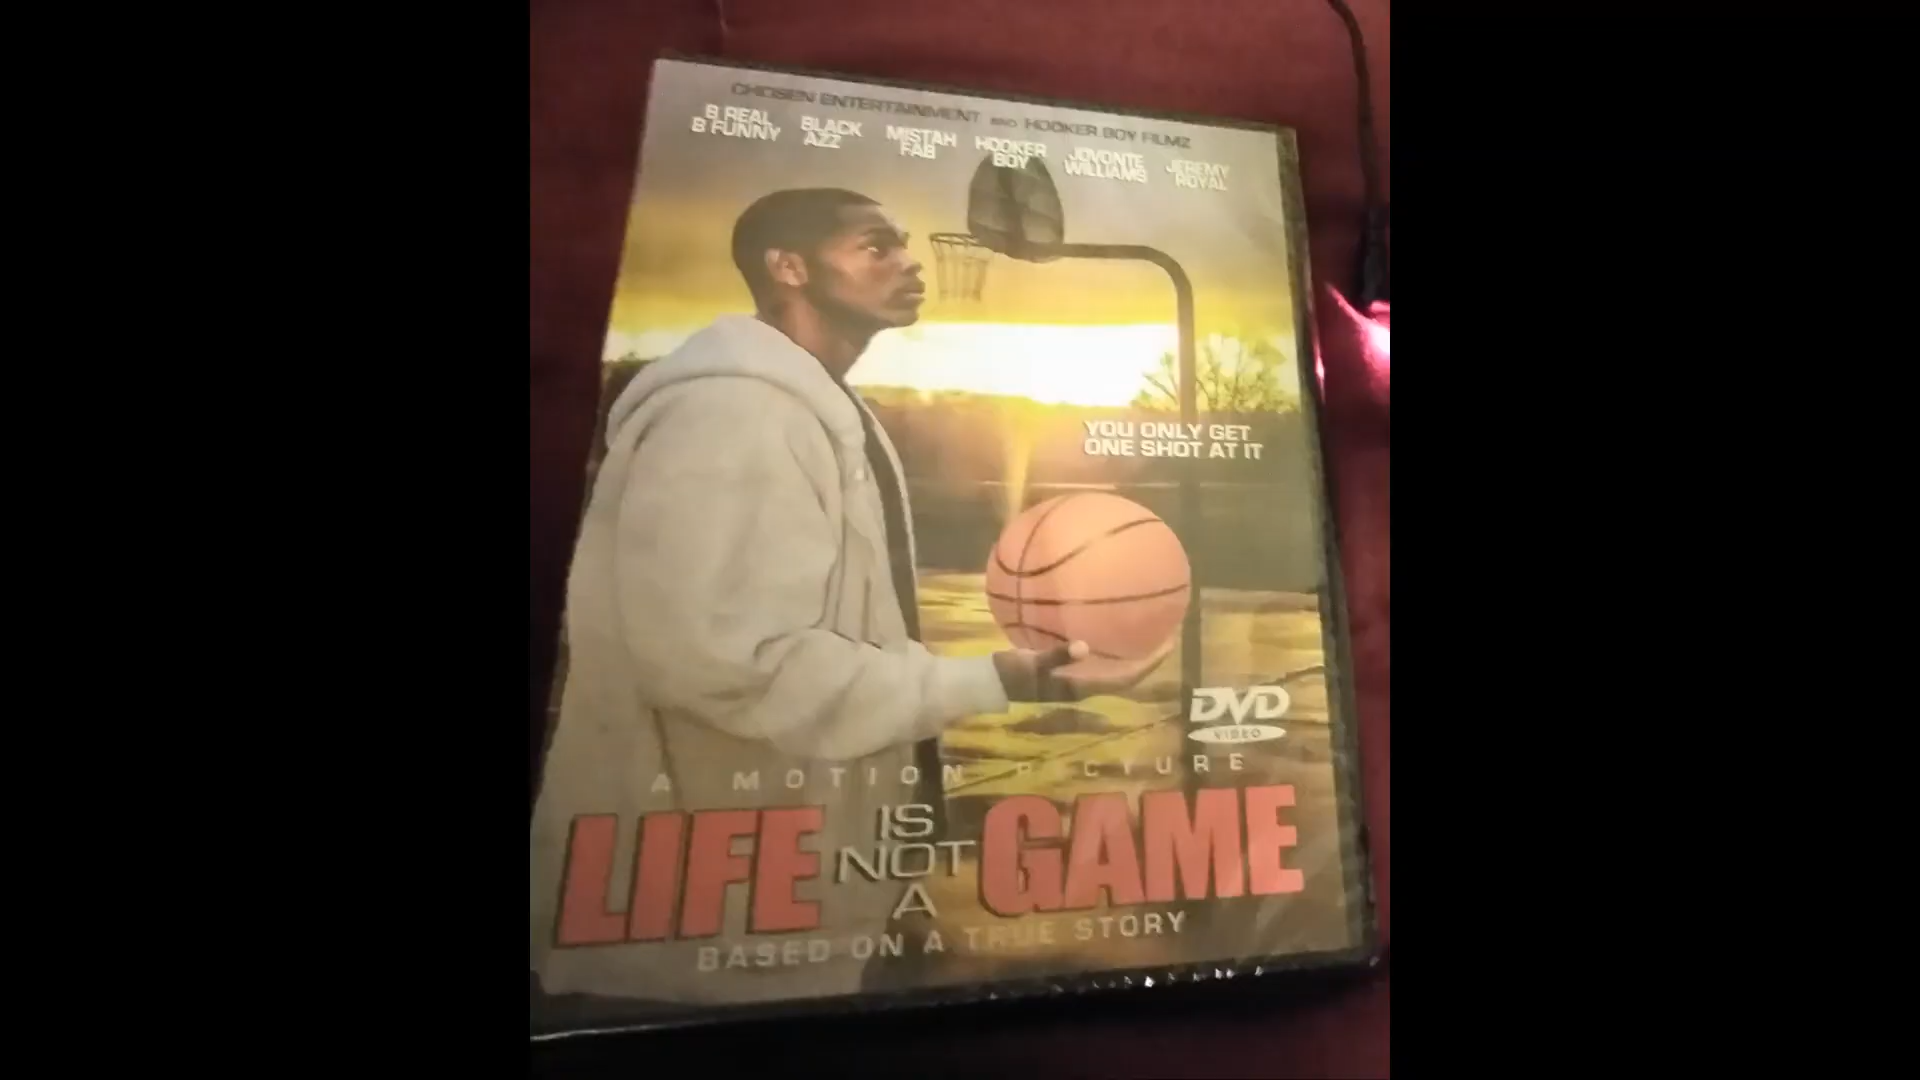 CHOSEN ENTERTAINMENT AND HOOKER BOY FILMZ
B REAL
B FUNNY
BLACK
AZZ
MISTAH
FAB
HOOKER
BOY
JOVONTE
WILLIAMS
JEREMY
ROYAL
YOU ONLY GET
ONE SHOT AT IT
DVD
VIDEO
A MOTION PICTURE
LIFE IS NOT A GAME
BASED ON A TRUE STORY